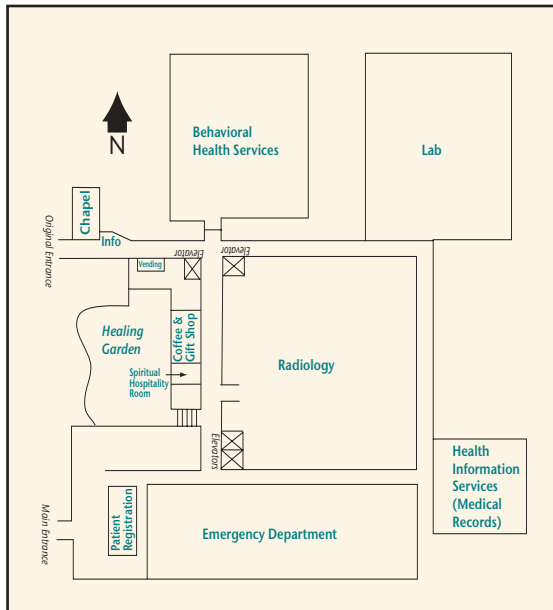 N
Behavioral
Health Services
Lab
Chapel
Original Entrance
Info
Elevator
Elevator
Vending
Healing
Garden
Coffee &
Gift Shop
Spiritual
Hospitality
Room
Radiology
Elevators
Health
Information
Services
(Medical
Records)
Main Entrance
Patient
Registration
Emergency Department